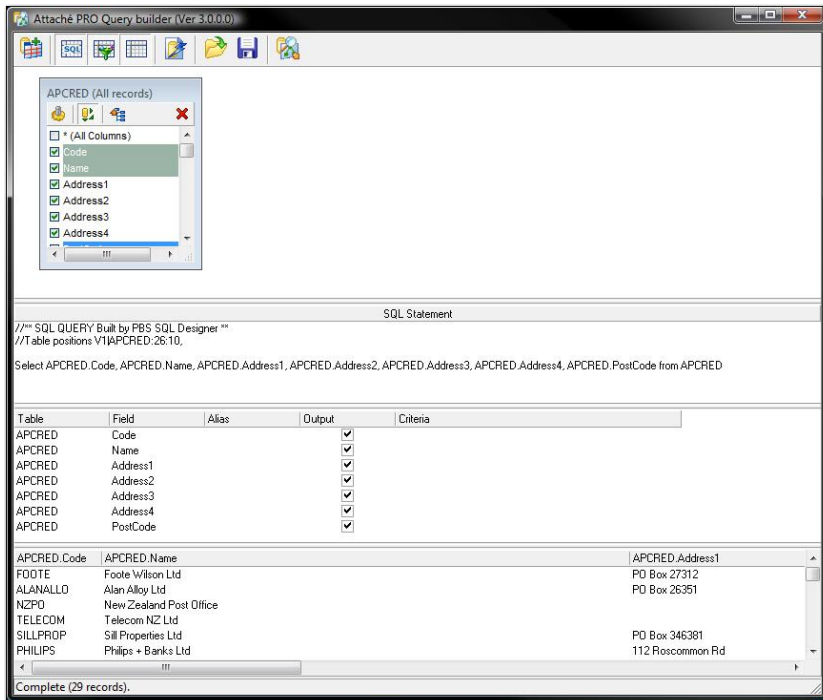 Attaché PRO Query builder (Ver 3.0.0.0)
SQL
APCRED (All records)
* (All Columns)
Code
Name
Address1
Address2
Address3
Address4
SQL Statement
//** SQL QUERY Built by PBS SQL Designer **
//Table positions V1|APCRED:26:10,
Select APCRED.Code, APCRED.Name, APCRED.Address1, APCRED.Address2, APCRED.Address3, APCRED.Address4, APCRED.PostCode from APCRED
Table Field Alias Output Criteria
APCRED Code
APCRED Name
APCRED Address1
APCRED Address2
APCRED Address3
APCRED Address4
APCRED PostCode
APCRED.Code APCRED.Name APCRED.Address1
FOOTE Foote Wilson Ltd PO Box 27312
ALANALLO Alan Alloy Ltd PO Box 26351
NZPO New Zealand Post Office
TELECOM Telecom NZ Ltd
SILLPROP Sill Properties Ltd PO Box 346381
PHILIPS Philips + Banks Ltd 112 Roscommon Rd
Complete (29 records).